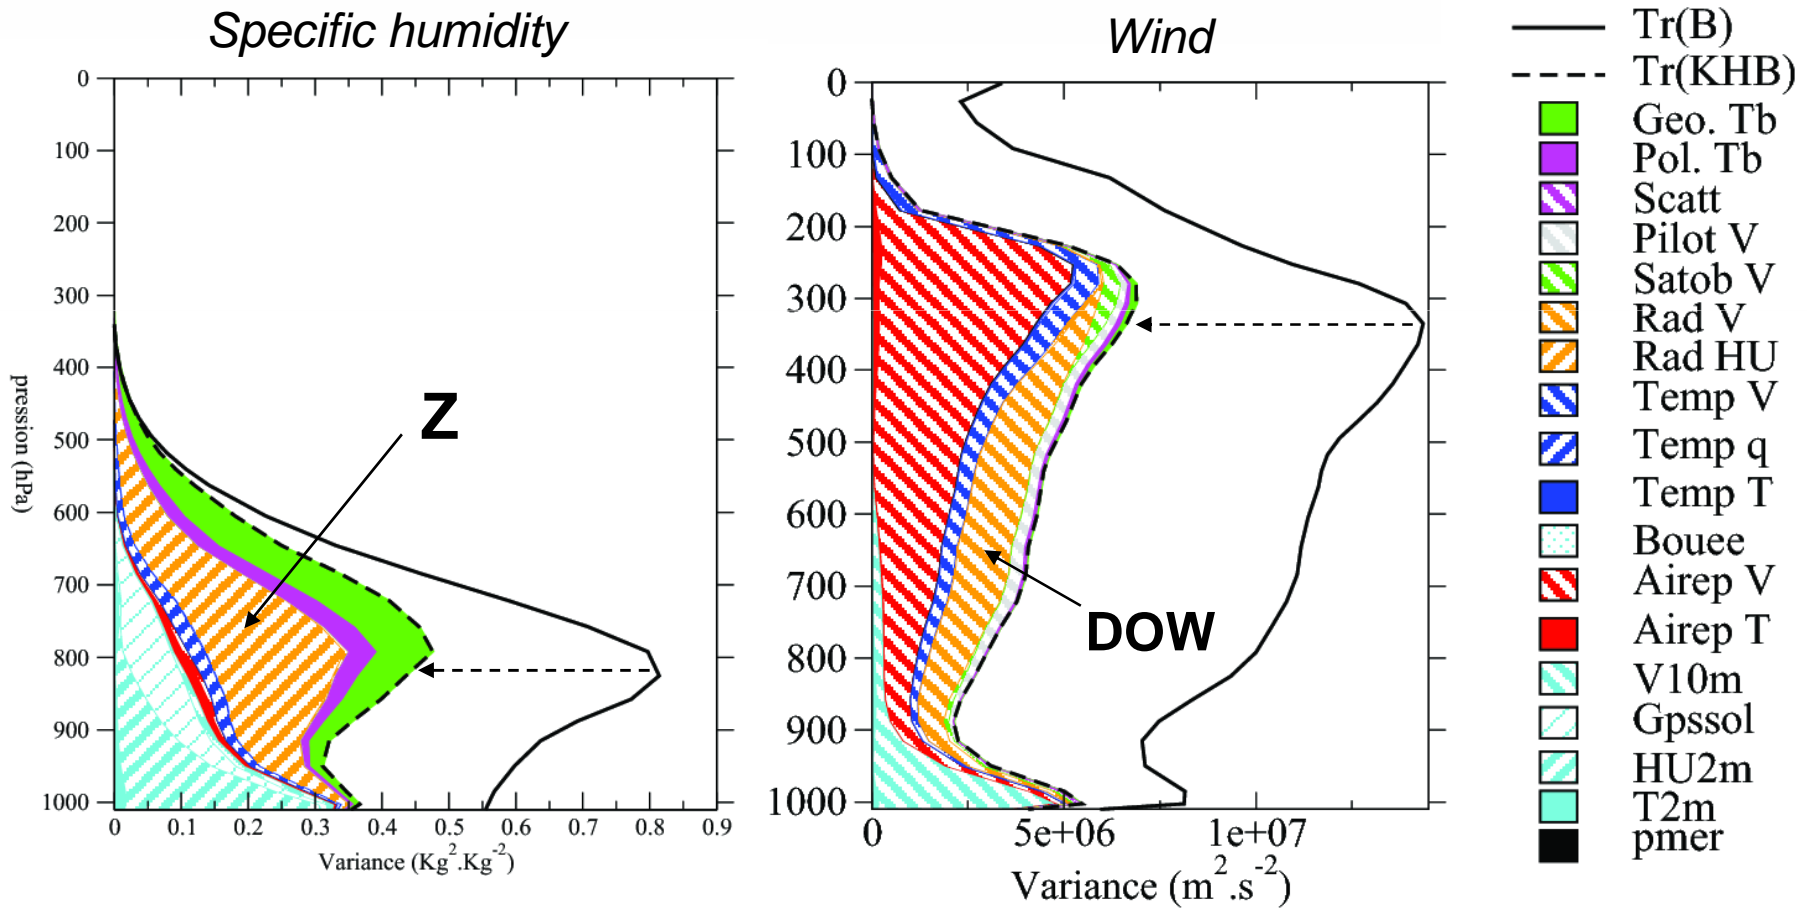 Specific humidity
0
100
200
300
400
500
600
700
800
900
1000
pression (hPa)
0 0.1 0.2 0.3 0.4 0.5 0.6 0.7 0.8 0.9
Variance (Kg².Kg⁻²)
Z
Wind
0
100
200
300
400
500
600
700
800
900
1000
0 5e+06 1e+07
Variance (m².s⁻²)
DOW
Tr(B)
Tr(KHB)
Geo. Tb
Pol. Tb
Scatt
Pilot V
Satob V
Rad V
Rad HU
Temp V
Temp q
Temp T
Bouee
Airep V
Airep T
V10m
Gpssol
HU2m
T2m
pmer